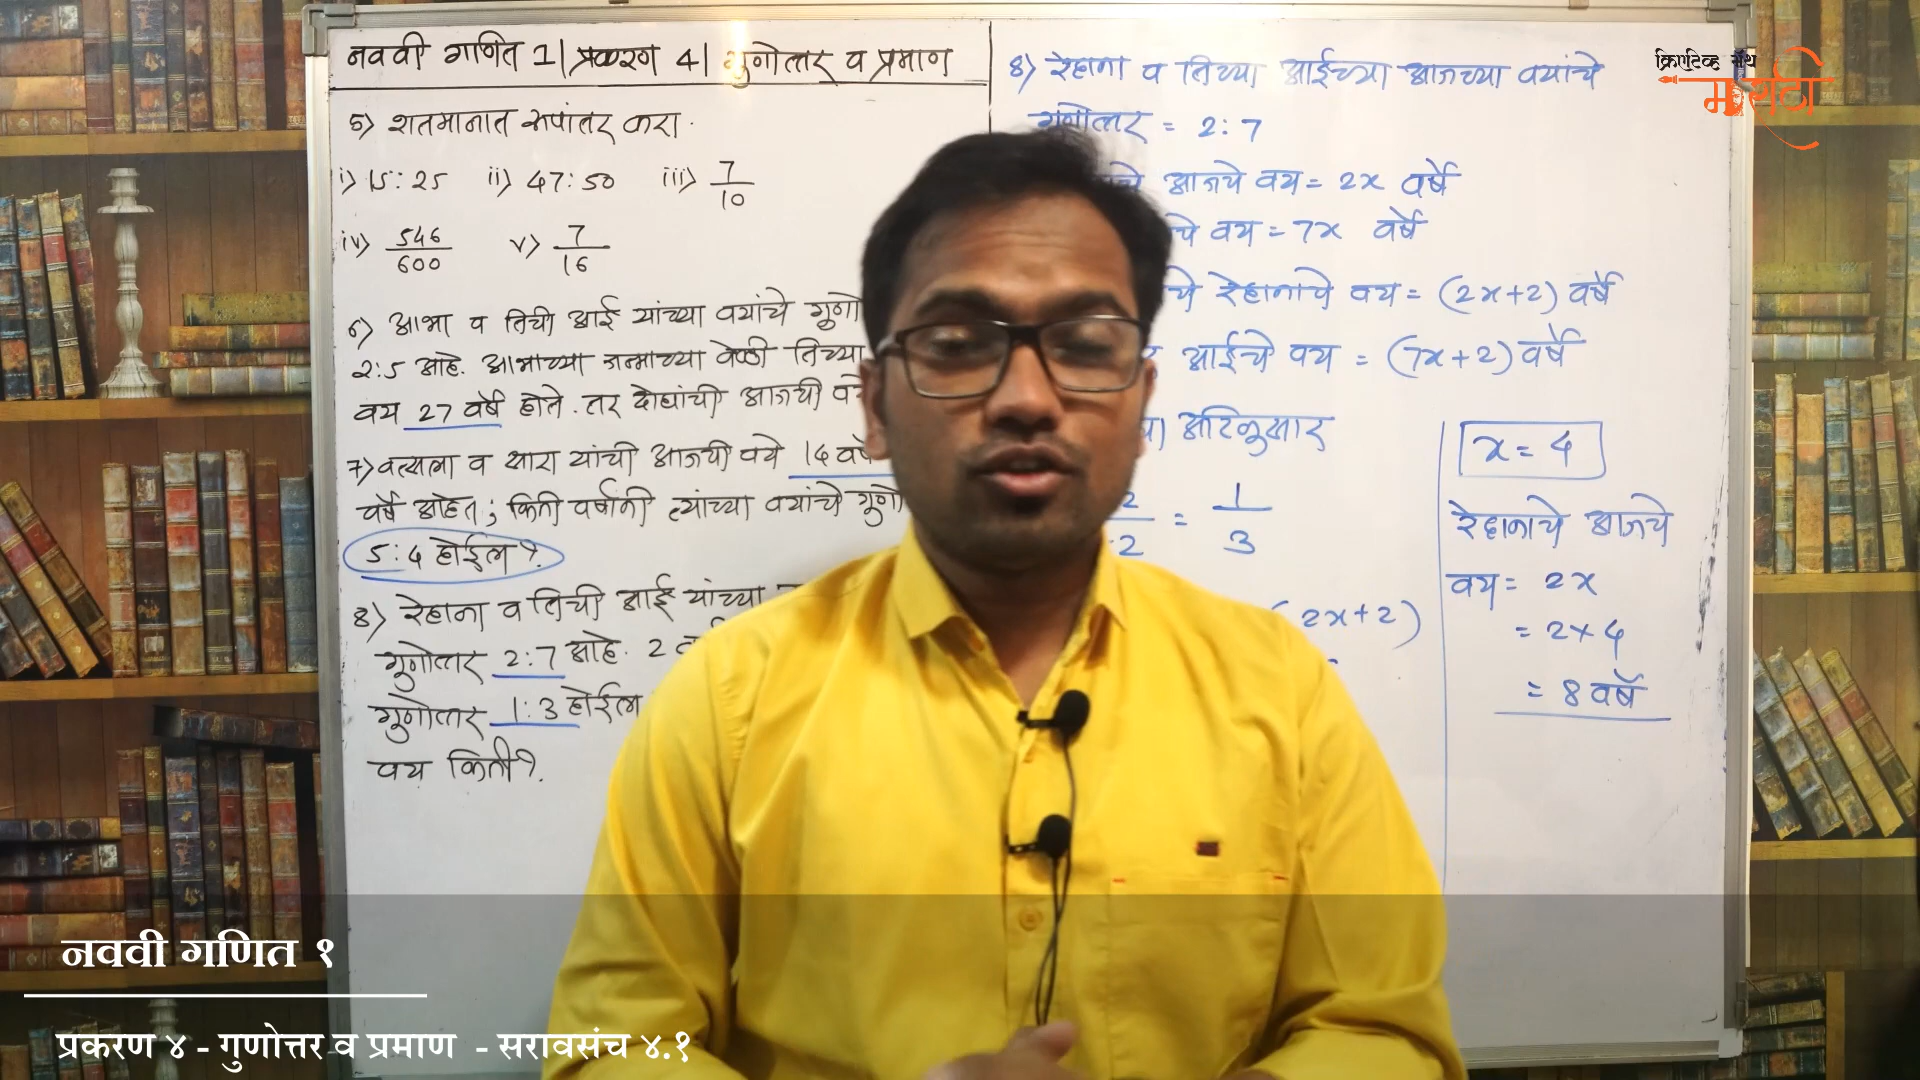 नववी गणित 1 | प्रकरण 4 | गुणोत्तर व प्रमाण
5) शतमानात रूपांतर करा.
i) 15:25 ii) 47:50 iii) 7/10
iv) 546/600 v) 7/16
6) आभा व तिची आई यांच्या वयांचे
2:5 आहे. आभाच्या जन्माच्या वेळी तिच्या
वय 27 वर्षे होते. तर दोघांची आजची
7) वत्सला व सारा यांची आजची वये 14 वर्षे
वर्षे आहेत; किती वर्षांनी त्यांच्या वयांचे
5:4 होईल?
8) रेहाना व तिची आई यांच्या
गुणोत्तर 2:7 आहे. 2
गुणोत्तर 1:3 होईल
वय किती?
8) रेहाना व तिच्या आईच्या आजच्या वयांचे
गुणोत्तर = 2:7
आजचे वय = 2x वर्षे
वय = 7x वर्षे
रेहानाचे वय = (2x+2) वर्षे
आईचे वय = (7x+2) वर्षे
अटिनुसार
2/2 = 1/3
(2x+2)
x = 4
रेहानाचे आजचे
वय = 2x
= 2×4
= 8 वर्षे
क्रिएटिव्ह मॅथ
मराठी
नववी गणित १
प्रकरण ४ - गुणोत्तर व प्रमाण - सरावसंच ४.१